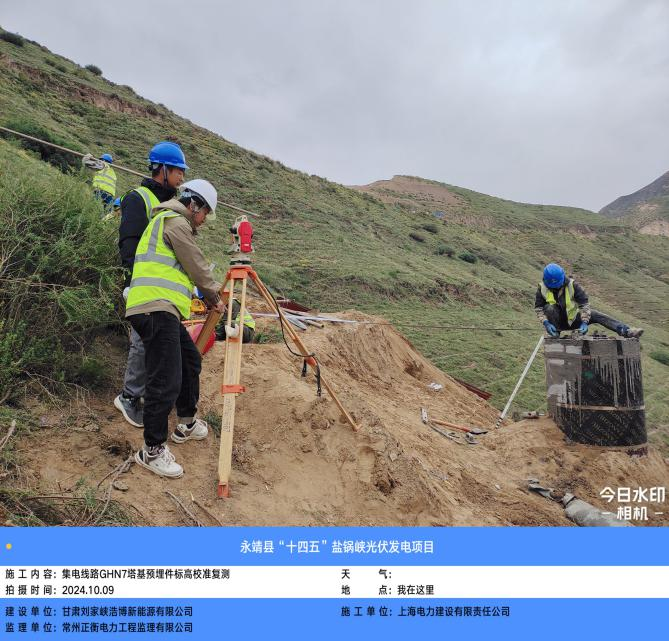 今日水印
相机
永靖县“十四五”盐锅峡光伏发电项目
施工内容：集电线路GHN7塔基预埋件标高校准复测
天 气：
拍摄时间：2024.10.09
地 点：我在这里
建设单位：甘肃刘家峡浩博新能源有限公司
施工单位：上海电力建设有限责任公司
监理单位：常州正衡电力工程监理有限公司